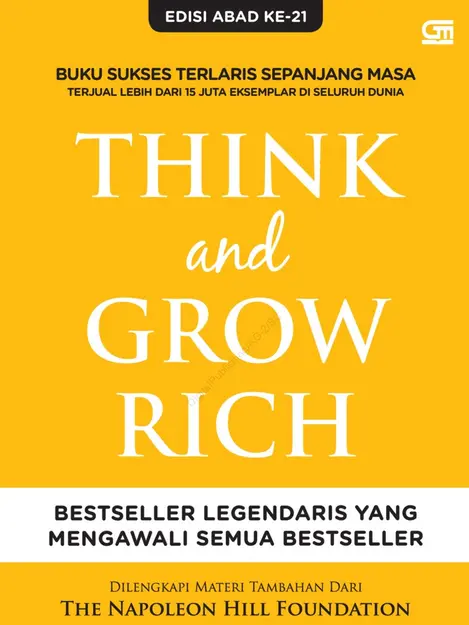 EDISI ABAD KE-21
BUKU SUKSES TERLARIS SEPANJANG MASA
TERJUAL LEBIH DARI 15 JUTA EKSEMPLAR DI SELURUH DUNIA
THINK
and
GROW
RICH
BESTSELLER LEGENDARIS YANG
MENGAWALI SEMUA BESTSELLER
DILENGKAPI MATERI TAMBAHAN DARI
THE NAPOLEON HILL FOUNDATION